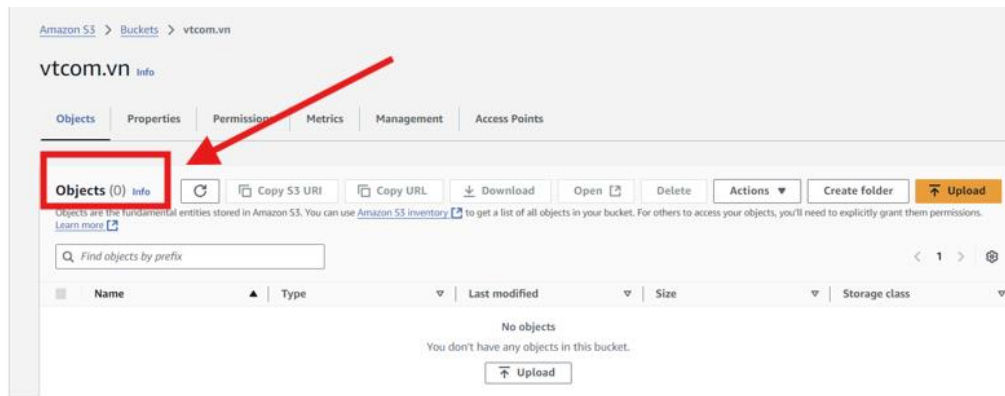 Amazon S3 > Buckets > vtcom.vn
vtcom.vn Info
Objects Properties Permissions Metrics Management Access Points
Objects (0) Info Copy S3 URI Copy URL Download Open Delete Actions Create folder Upload
Objects are the fundamental entities stored in Amazon S3. You can use Amazon S3 inventory to get a list of all objects in your bucket. For others to access your objects, you'll need to explicitly grant them permissions.
Learn more
Find objects by prefix
1
Name Type Last modified Size Storage class
No objects
You don't have any objects in this bucket.
Upload